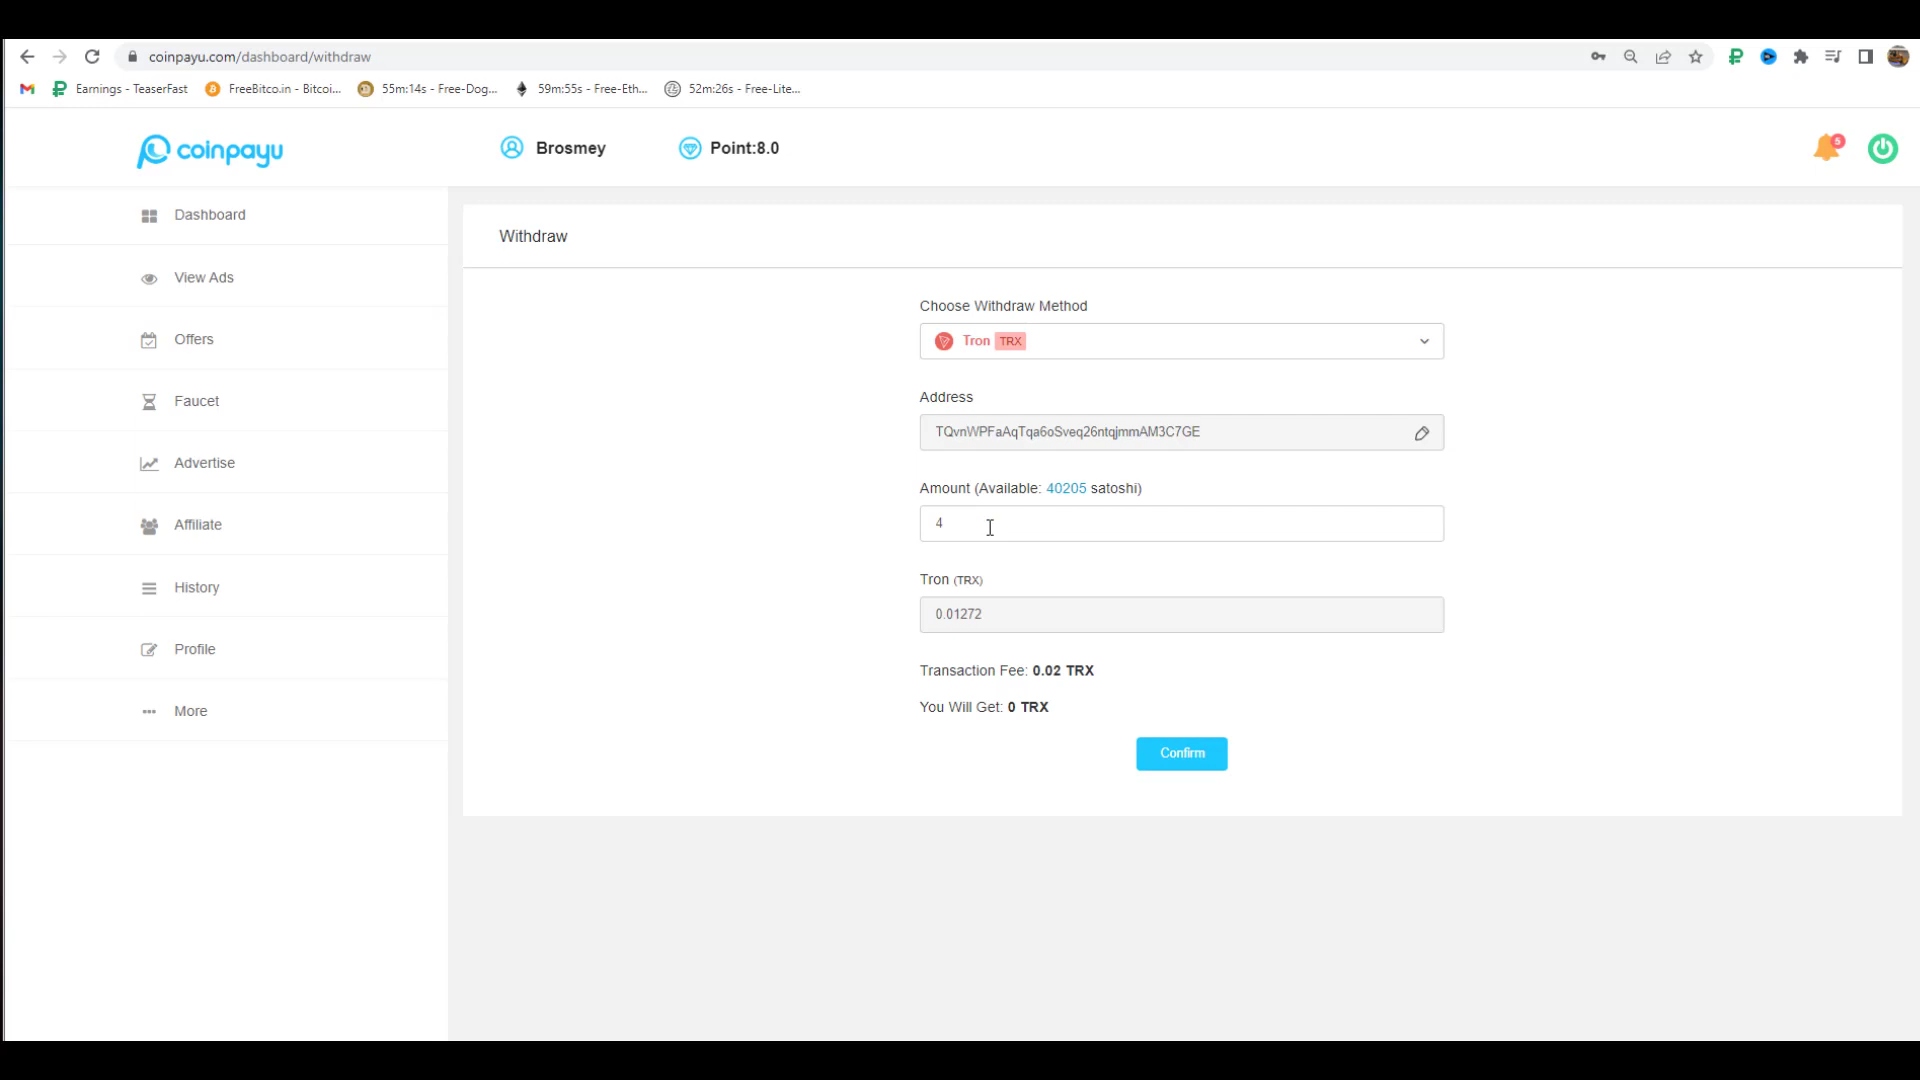 coinpayu.com/dashboard/withdraw
Earnings - TeaserFast
FreeBitco.in - Bitcoi...
55m:14s - Free-Dog...
59m:55s - Free-Eth...
52m:26s - Free-Lite...
coinpayu
Brosmey
Point:8.0
5
Dashboard
View Ads
Offers
Faucet
Advertise
Affiliate
History
Profile
More
Withdraw
Choose Withdraw Method
Tron TRX
Address
TQvnWPFaAqTqa6oSveq26ntqjmmAM3C7GE
Amount (Available: 40205 satoshi)
4
Tron (TRX)
0.01272
Transaction Fee: 0.02 TRX
You Will Get: 0 TRX
Confirm